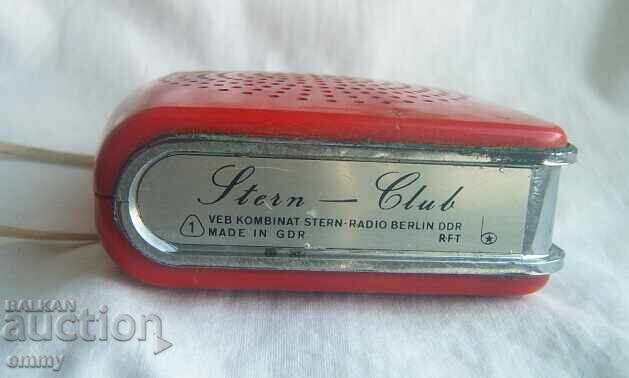 Stern — Club
1 VEB KOMBINAT STERN-RADIO BERLIN DDR
MADE IN GDR RFT
BALKAN
auction
ommy